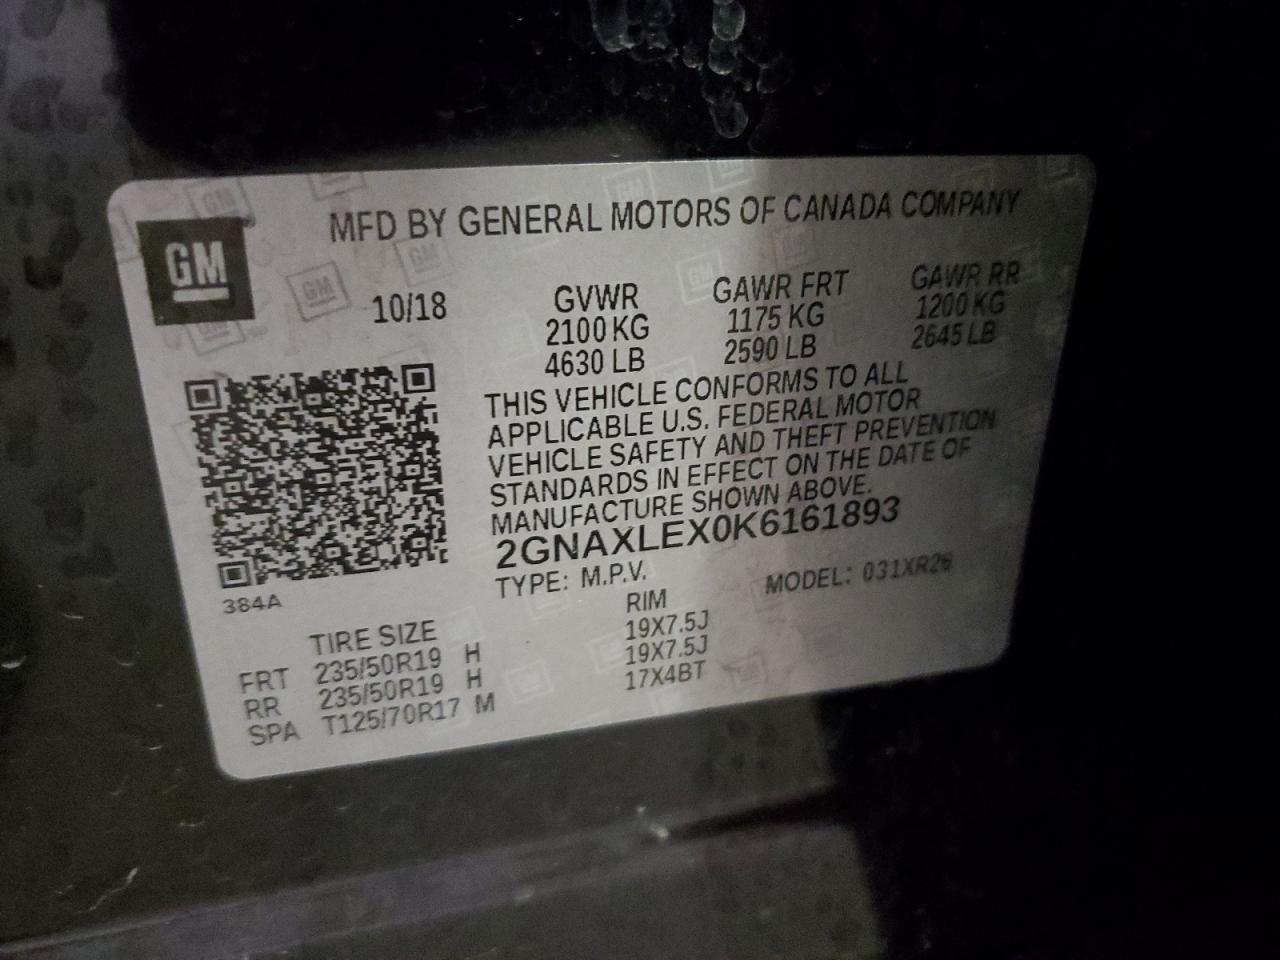 GM
MFD BY GENERAL MOTORS OF CANADA COMPANY
10/18
GVWR GAWR FRT GAWR RR
2100 KG 1175 KG 1200 KG
4630 LB 2590 LB 2645 LB
THIS VEHICLE CONFORMS TO ALL
APPLICABLE U.S. FEDERAL MOTOR
VEHICLE SAFETY AND THEFT PREVENTION
STANDARDS IN EFFECT ON THE DATE OF
MANUFACTURE SHOWN ABOVE.
2GNAXLEX0K6161893
TYPE: M.P.V. MODEL: 031XR26
384A
TIRE SIZE RIM
FRT 235/50R19 H 19X7.5J
RR 235/50R19 H 19X7.5J
SPA T125/70R17 M 17X4BT